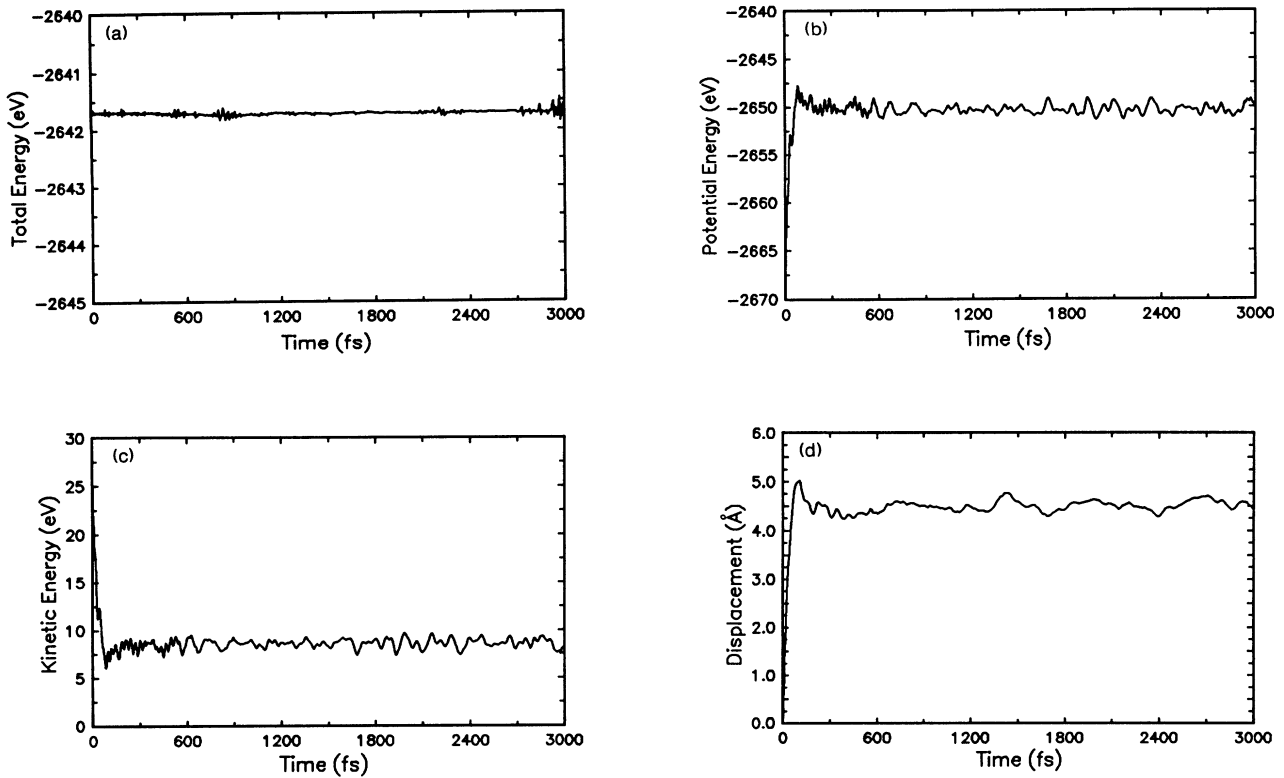 (a)
Total Energy (eV)
−2640
−2641
−2642
−2643
−2644
−2645
0 600 1200 1800 2400 3000
Time (fs)
(b)
Potential Energy (eV)
−2640
−2645
−2650
−2655
−2660
−2665
−2670
0 600 1200 1800 2400 3000
Time (fs)
(c)
Kinetic Energy (eV)
30
25
20
15
10
5
0
0 600 1200 1800 2400 3000
Time (fs)
(d)
Displacement (Å)
6.0
5.0
4.0
3.0
2.0
1.0
0.0
0 600 1200 1800 2400 3000
Time (fs)